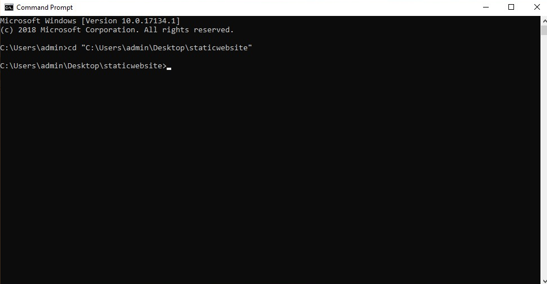 Command Prompt
Microsoft Windows [Version 10.0.17134.1]
(c) 2018 Microsoft Corporation. All rights reserved.
C:\Users\admin>cd "C:\Users\admin\Desktop\staticwebsite"
C:\Users\admin\Desktop\staticwebsite>